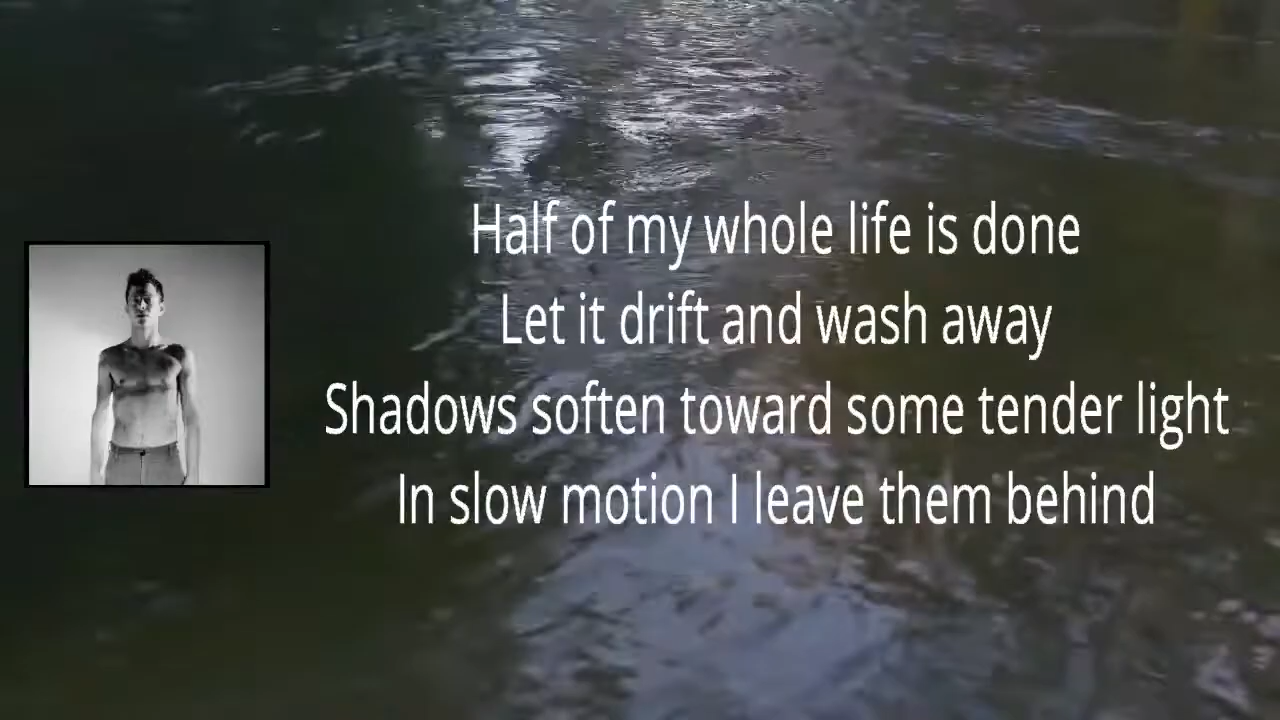 Half of my whole life is done
Let it drift and wash away
Shadows soften toward some tender light
In slow motion I leave them behind